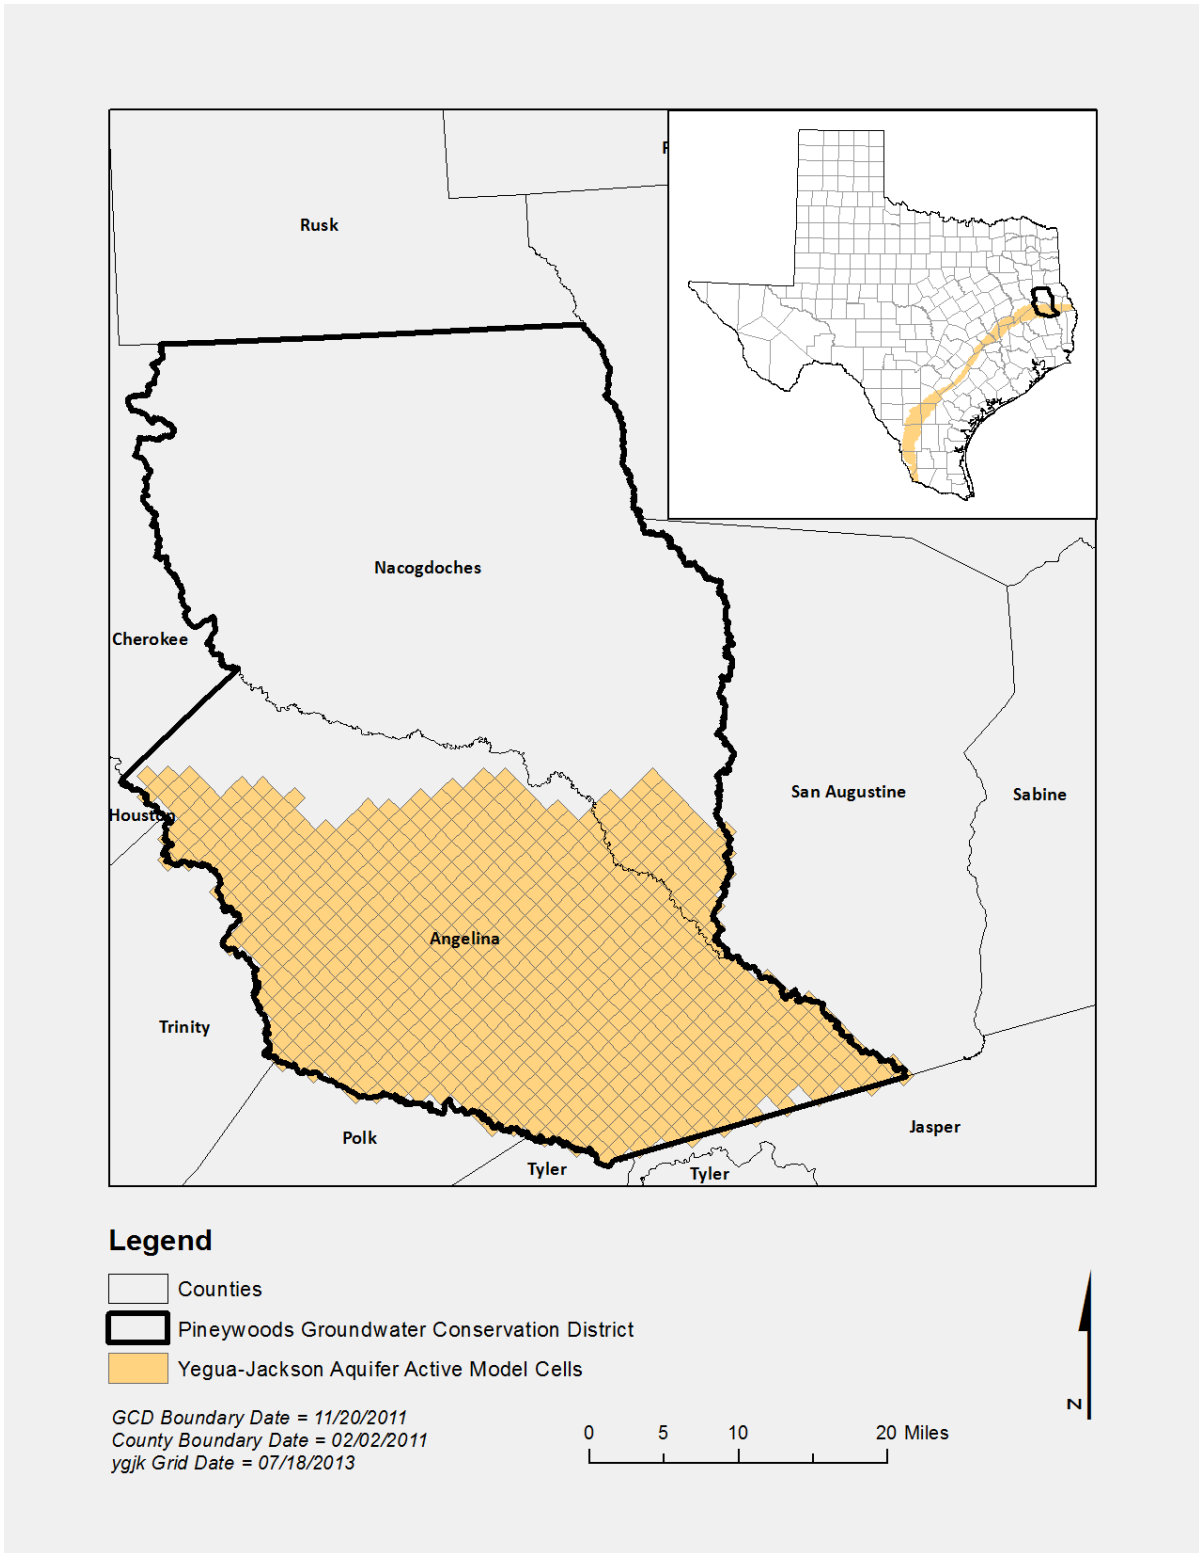 Rusk
Nacogdoches
Cherokee
Houston
San Augustine
Sabine
Angelina
Trinity
Polk
Tyler
Tyler
Jasper
Legend
Counties
Pineywoods Groundwater Conservation District
Yegua-Jackson Aquifer Active Model Cells
GCD Boundary Date = 11/20/2011
County Boundary Date = 02/02/2011
ygjk Grid Date = 07/18/2013
0 5 10 20 Miles
N